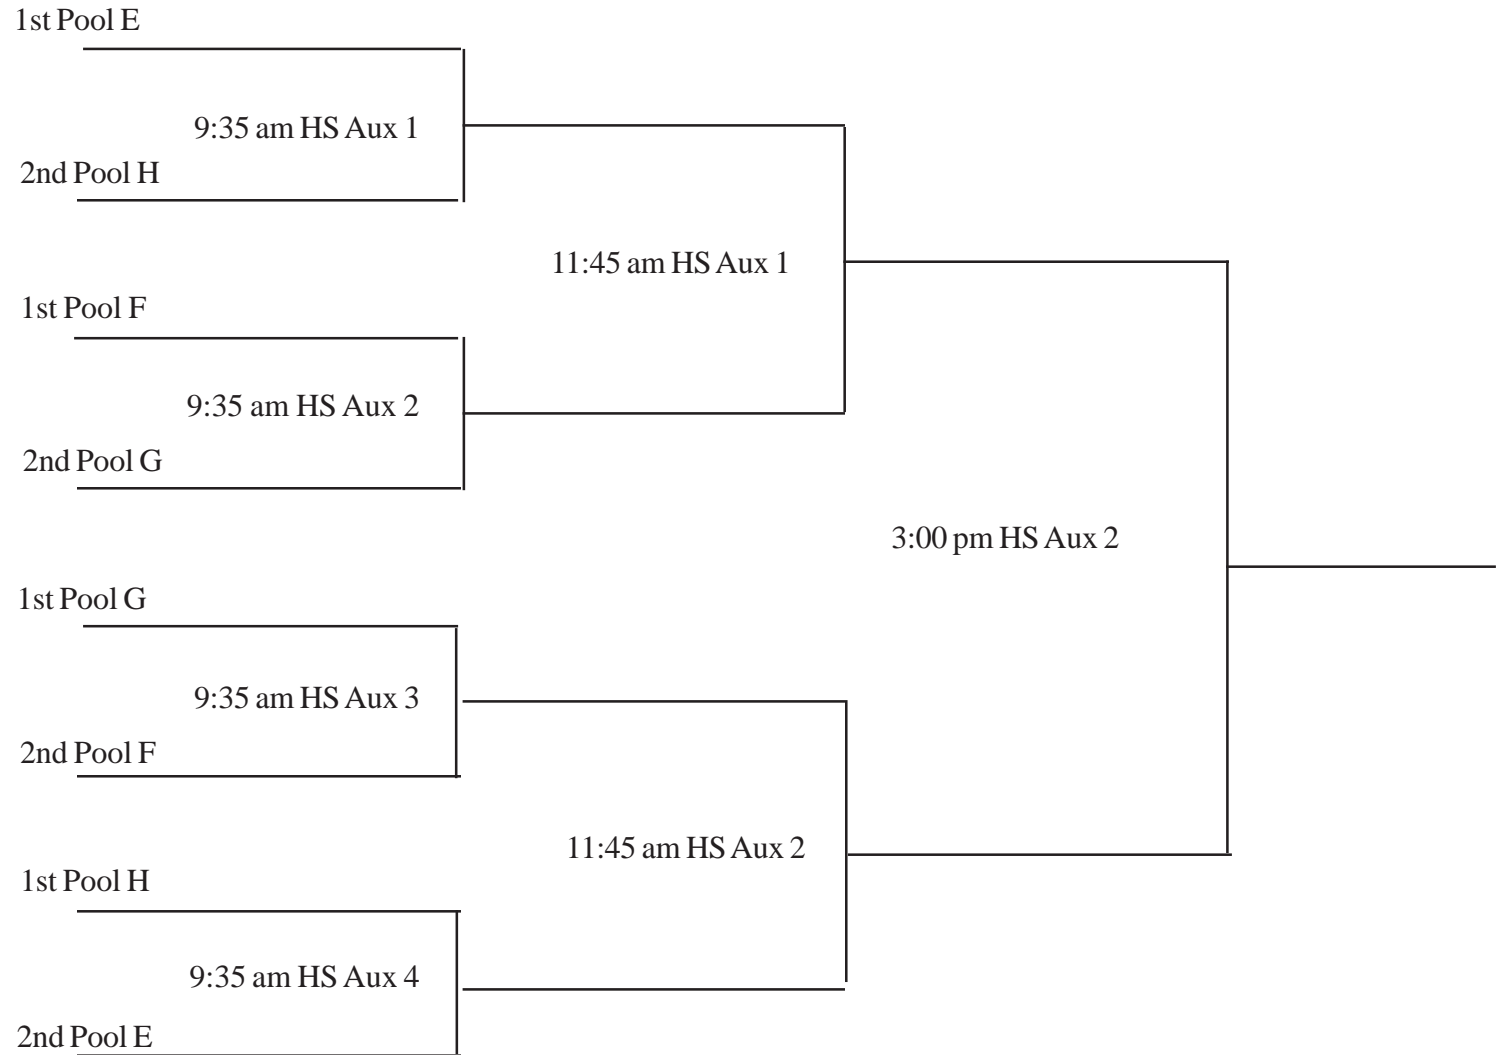 1st Pool E
9:35 am HS Aux 1
2nd Pool H
11:45 am HS Aux 1
1st Pool F
9:35 am HS Aux 2
2nd Pool G
3:00 pm HS Aux 2
1st Pool G
9:35 am HS Aux 3
2nd Pool F
11:45 am HS Aux 2
1st Pool H
9:35 am HS Aux 4
2nd Pool E